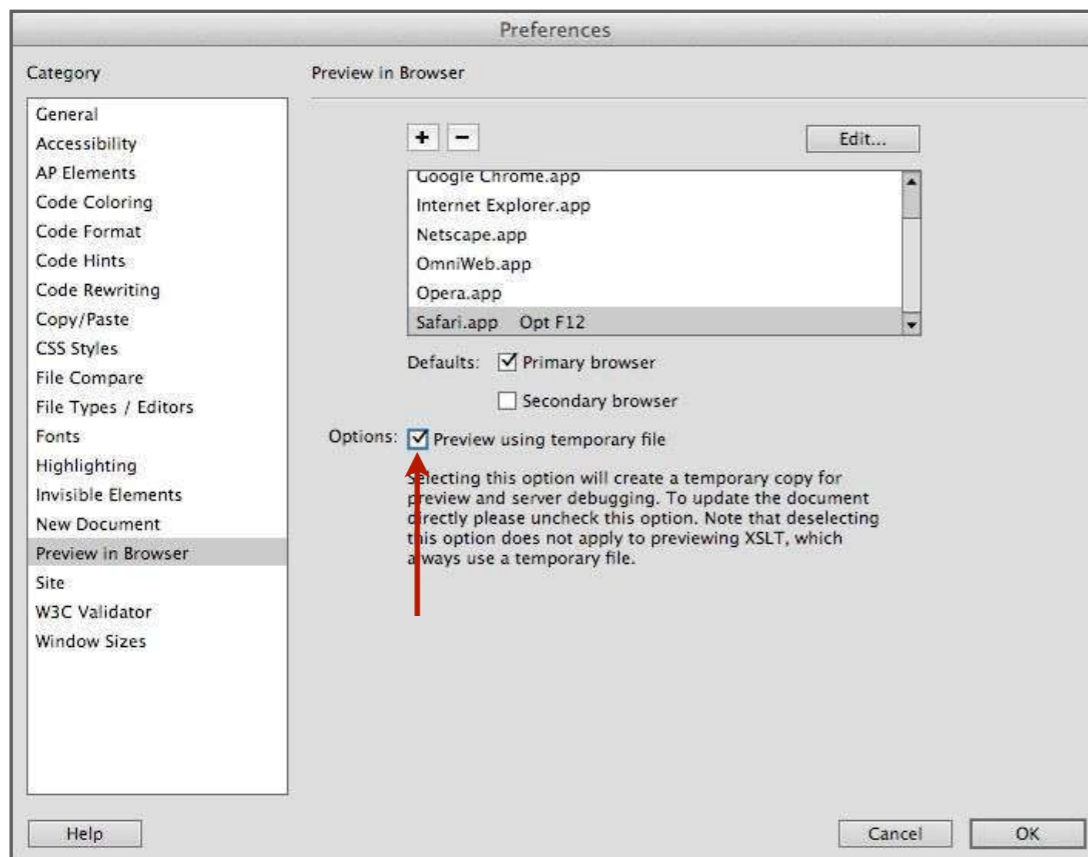 Preferences
Category
General
Accessibility
AP Elements
Code Coloring
Code Format
Code Hints
Code Rewriting
Copy/Paste
CSS Styles
File Compare
File Types / Editors
Fonts
Highlighting
Invisible Elements
New Document
Preview in Browser
Site
W3C Validator
Window Sizes
Preview in Browser
+ −
Edit...
Google Chrome.app
Internet Explorer.app
Netscape.app
OmniWeb.app
Opera.app
Safari.app Opt F12
Defaults: Primary browser
Secondary browser
Options: Preview using temporary file
Selecting this option will create a temporary copy for
preview and server debugging. To update the document
directly please uncheck this option. Note that deselecting
this option does not apply to previewing XSLT, which
always use a temporary file.
Help
Cancel
OK